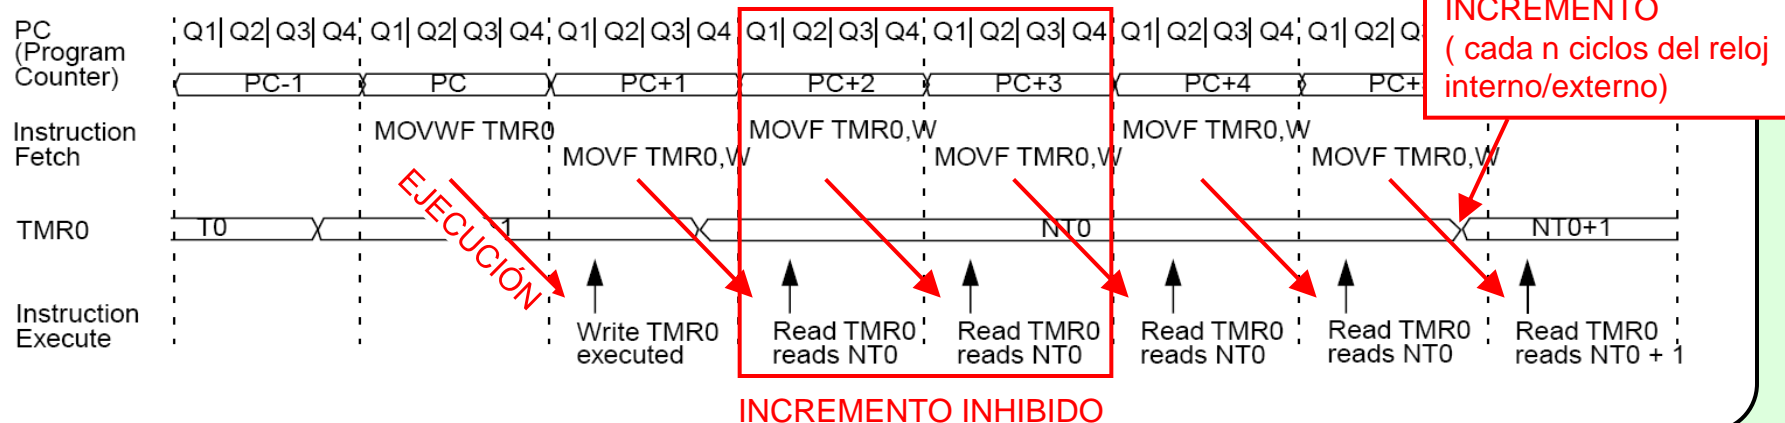 INCREMENTO
( cada n ciclos del reloj
interno/externo)
PC
(Program
Counter)
Q1| Q2| Q3| Q4 Q1| Q2| Q3| Q4 Q1| Q2| Q3| Q4 Q1| Q2| Q3| Q4 Q1| Q2| Q3| Q4 Q1| Q2| Q3| Q4 Q1| Q2|
PC-1 PC PC+1 PC+2 PC+3 PC+4 PC+
Instruction
Fetch
MOVWF TMR0 MOVF TMR0,W MOVF TMR0,W
MOVF TMR0,W MOVF TMR0,W MOVF TMR0,W
EJECUCIÓN
TMR0
T0 1 NT0 NT0+1
Instruction
Execute
Write TMR0
executed
Read TMR0
reads NT0
Read TMR0
reads NT0
Read TMR0
reads NT0
Read TMR0
reads NT0
Read TMR0
reads NT0 + 1
INCREMENTO INHIBIDO